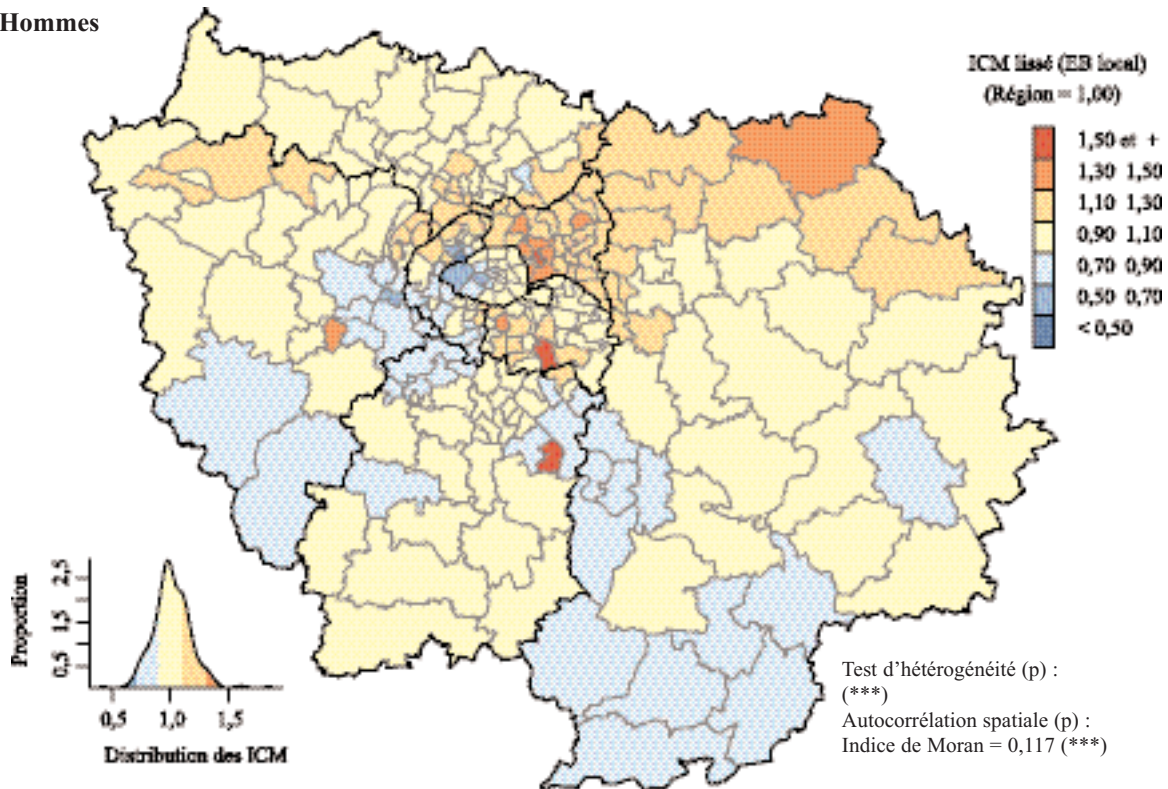 Hommes
ICM lissé (EB local)
(Région = 1,00)
1,50 et +
1,30 1,50
1,10 1,30
0,90 1,10
0,70 0,90
0,50 0,70
< 0,50
Proportion
2,5
1,5
0,5
0,5 1,0 1,5
Distribution des ICM
Test d’hétérogénéité (p) :
(***)
Autocorrélation spatiale (p) :
Indice de Moran = 0,117 (***)